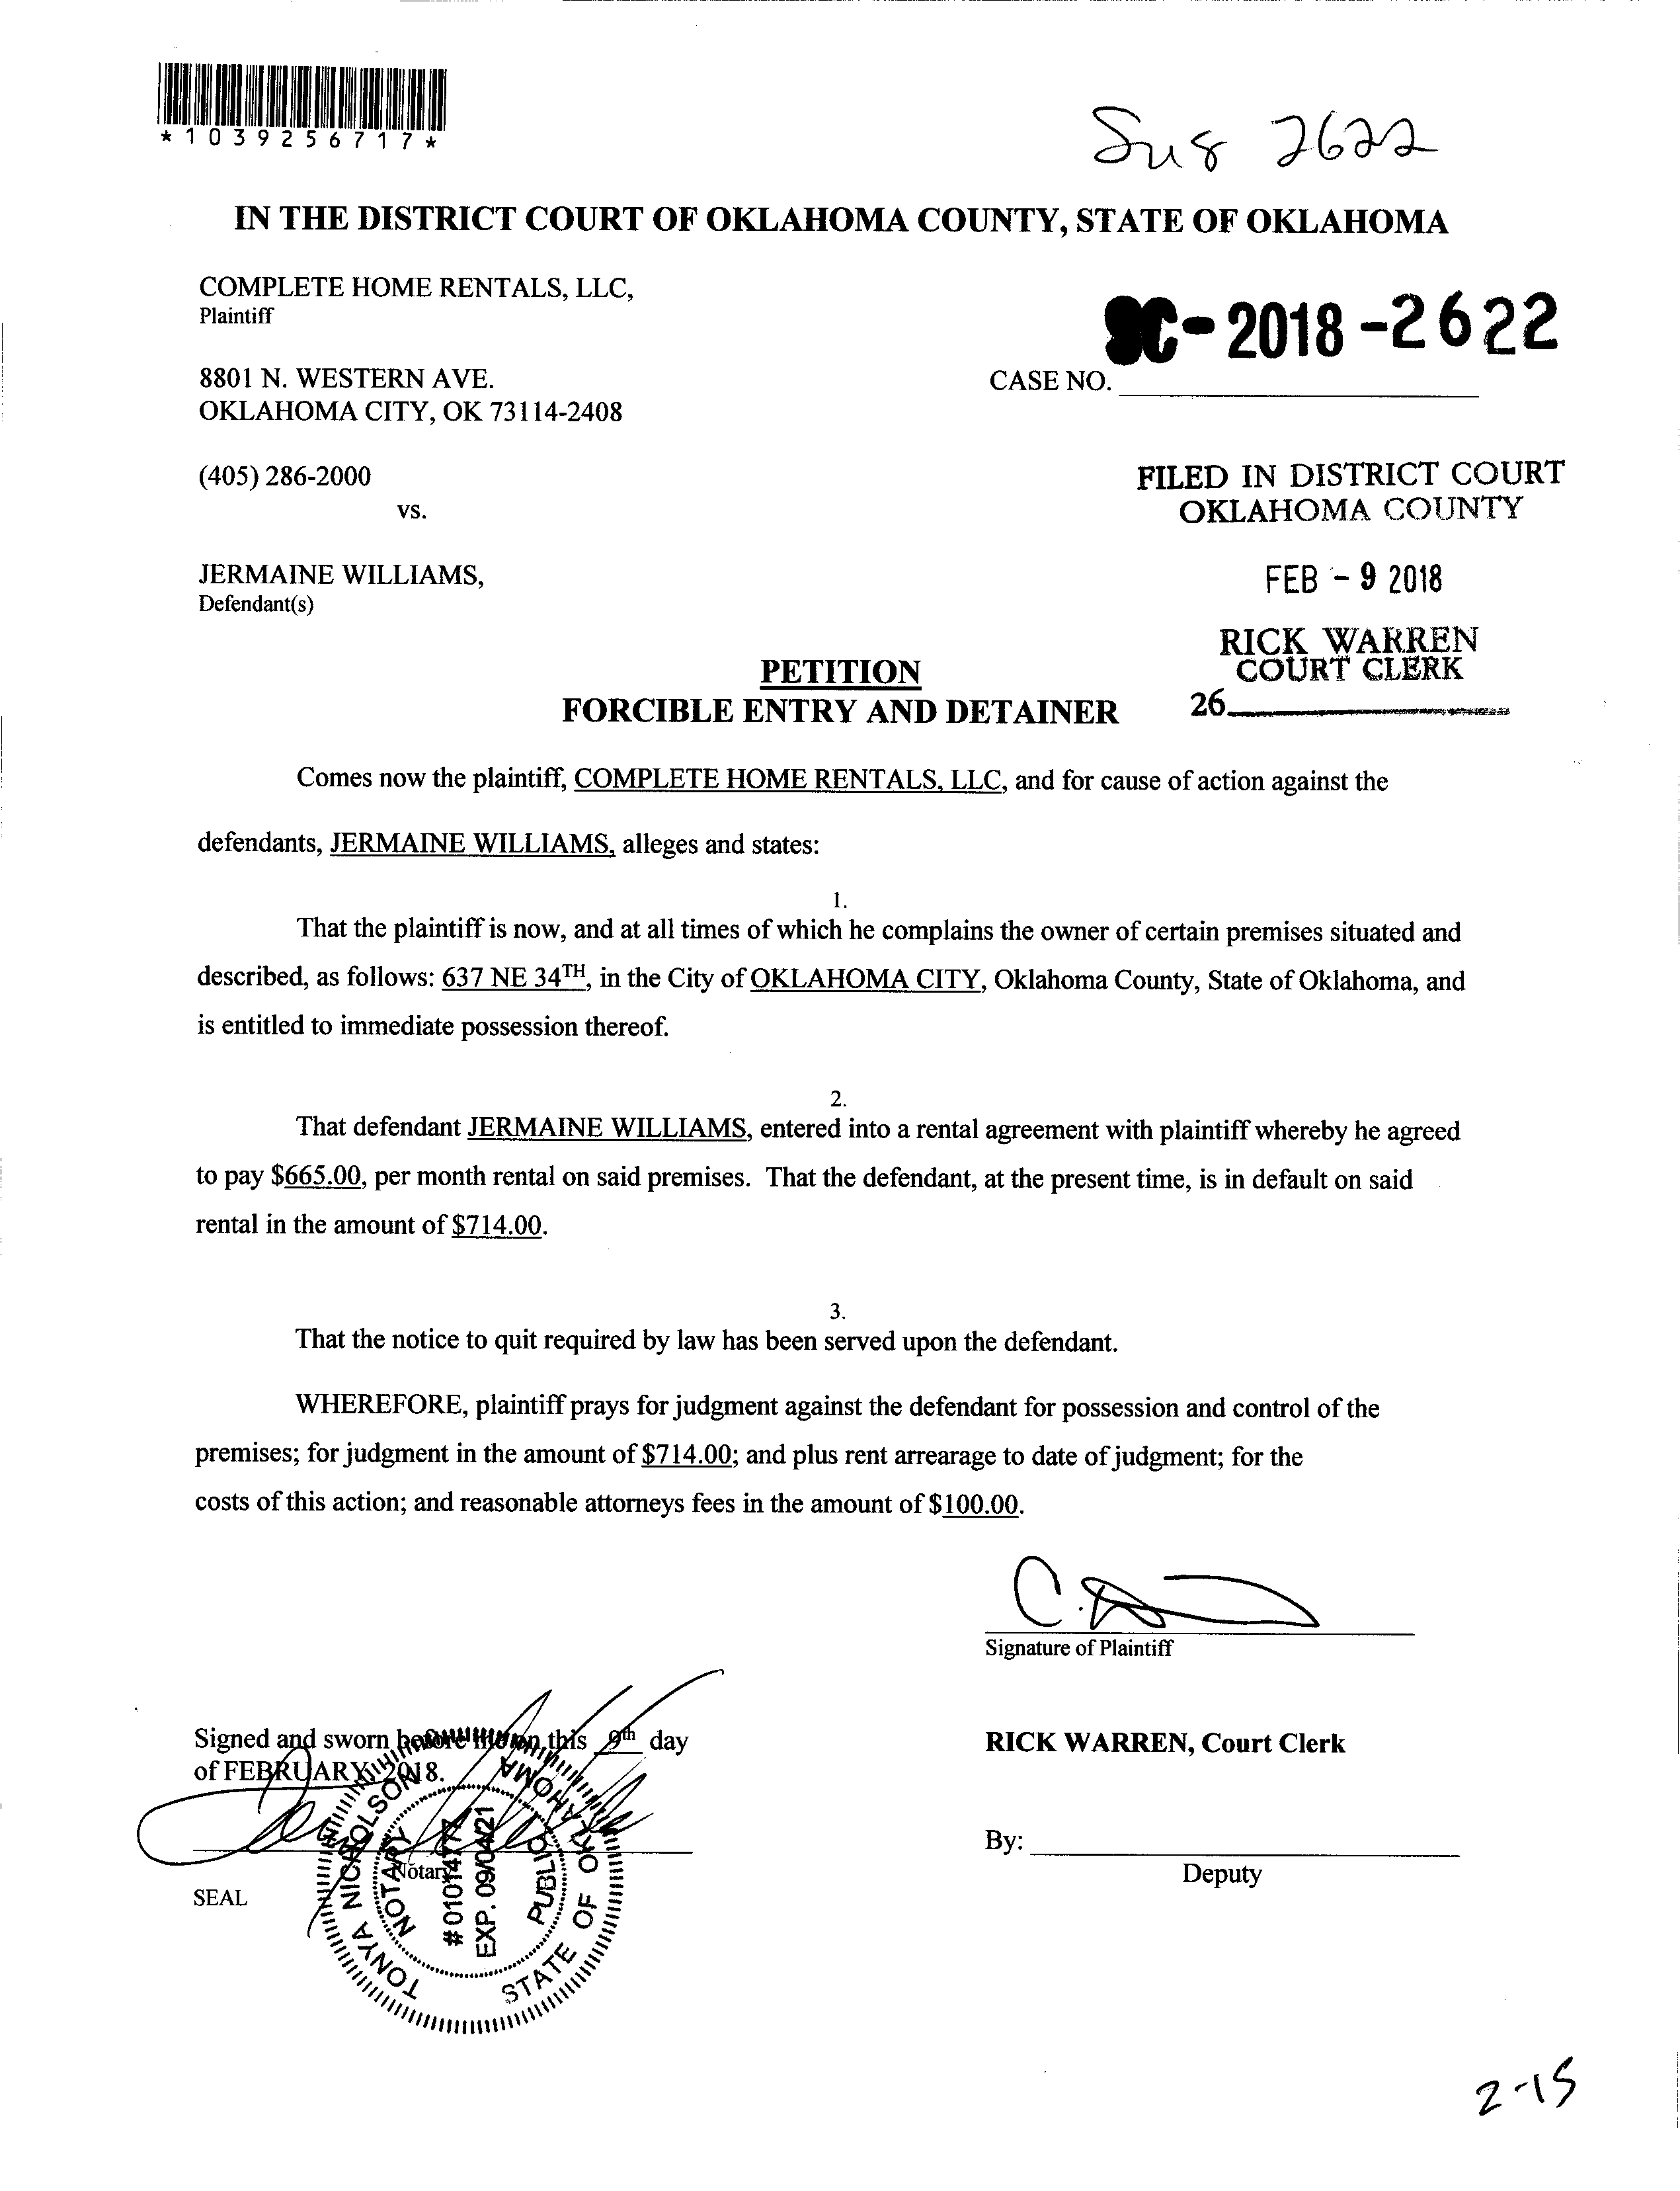 *1039256717*
2622
IN THE DISTRICT COURT OF OKLAHOMA COUNTY, STATE OF OKLAHOMA
COMPLETE HOME RENTALS, LLC,
Plaintiff
SC-2018-2622
8801 N. WESTERN AVE.
CASE NO.
OKLAHOMA CITY, OK 73114-2408
(405) 286-2000
FILED IN DISTRICT COURT
OKLAHOMA COUNTY
vs.
JERMAINE WILLIAMS,
Defendant(s)
FEB - 9 2018
RICK WARREN
COURT CLERK
26
PETITION
FORCIBLE ENTRY AND DETAINER
Comes now the plaintiff, COMPLETE HOME RENTALS, LLC, and for cause of action against the
defendants, JERMAINE WILLIAMS, alleges and states:
1.
That the plaintiff is now, and at all times of which he complains the owner of certain premises situated and
described, as follows: 637 NE 34TH, in the City of OKLAHOMA CITY, Oklahoma County, State of Oklahoma, and
is entitled to immediate possession thereof.
2.
That defendant JERMAINE WILLIAMS, entered into a rental agreement with plaintiff whereby he agreed
to pay $665.00, per month rental on said premises. That the defendant, at the present time, is in default on said
rental in the amount of $714.00.
3.
That the notice to quit required by law has been served upon the defendant.
WHEREFORE, plaintiff prays for judgment against the defendant for possession and control of the
premises; for judgment in the amount of $714.00; and plus rent arrearage to date of judgment; for the
costs of this action; and reasonable attorneys fees in the amount of $100.00.
Signature of Plaintiff
Signed and sworn before me on this 9th day
of FEBRUARY, 2018.
RICK WARREN, Court Clerk
Notary
By:
Deputy
SEAL
TONYA NICHOLSON
NOTARY PUBLIC
STATE OF OKLAHOMA
# 01014777
EXP. 09/04/21
2-15